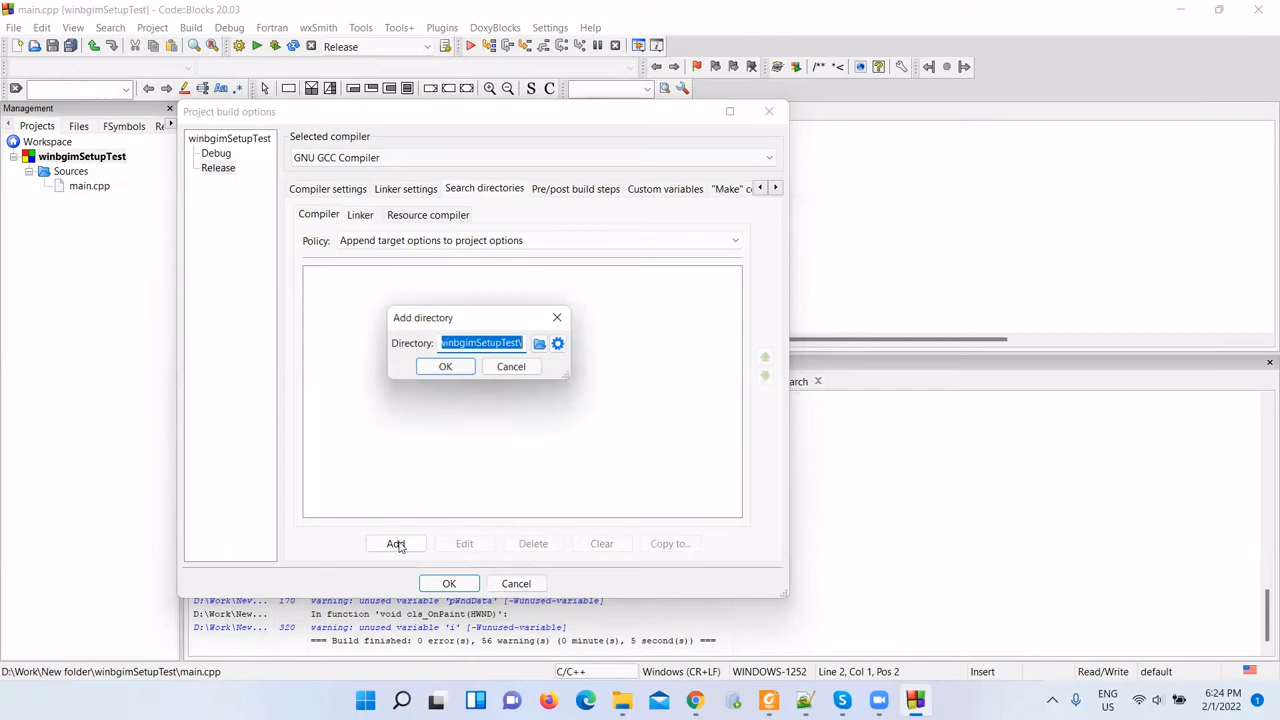 main.cpp [winbgimSetupTest] - Code::Blocks 20.03
File Edit View Search Project Build Debug Fortran wxSmith Tools Tools+ Plugins DoxyBlocks Settings Help
Release
/** *<
Aa .* S C
Management
Projects Files FSymbols Re
Workspace
winbgimSetupTest
Sources
main.cpp
Project build options
winbgimSetupTest
Debug
Release
Selected compiler
GNU GCC Compiler
Compiler settings Linker settings Search directories Pre/post build steps Custom variables "Make" co
Compiler Linker Resource compiler
Policy: Append target options to project options
Add directory
Directory: winbgimSetupTest\
OK Cancel
Add Edit Delete Clear Copy to...
OK Cancel
arch
D:\Work\New... 170 warning: unused variable 'pWndData' [-Wunused-variable]
D:\Work\New... In function 'void cls_OnPaint(HWND)':
D:\Work\New... 320 warning: unused variable 'i' [-Wunused-variable]
=== Build finished: 0 error(s), 56 warning(s) (0 minute(s), 5 second(s)) ===
D:\Work\New folder\winbgimSetupTest\main.cpp C/C++ Windows (CR+LF) WINDOWS-1252 Line 2, Col 1, Pos 2 Insert Read/Write default
ENG
US
6:24 PM
2/1/2022
1